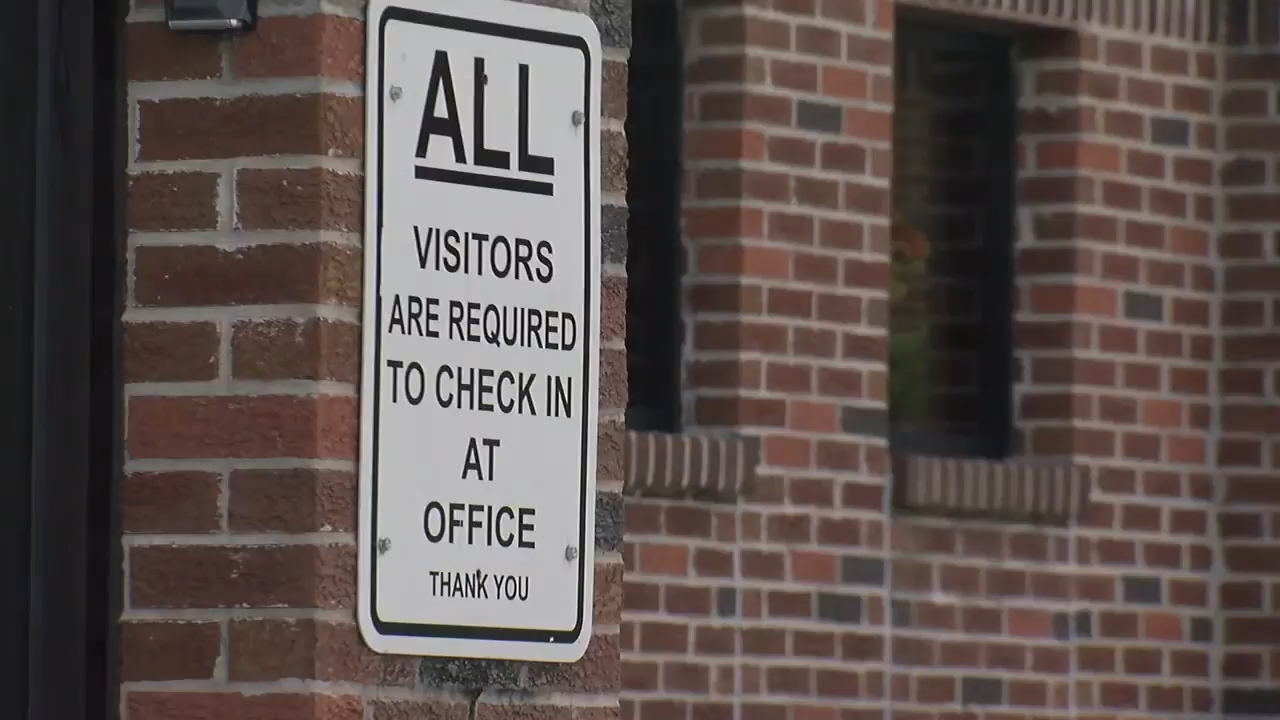 ALL
VISITORS
ARE REQUIRED
TO CHECK IN
AT
OFFICE
THANK YOU